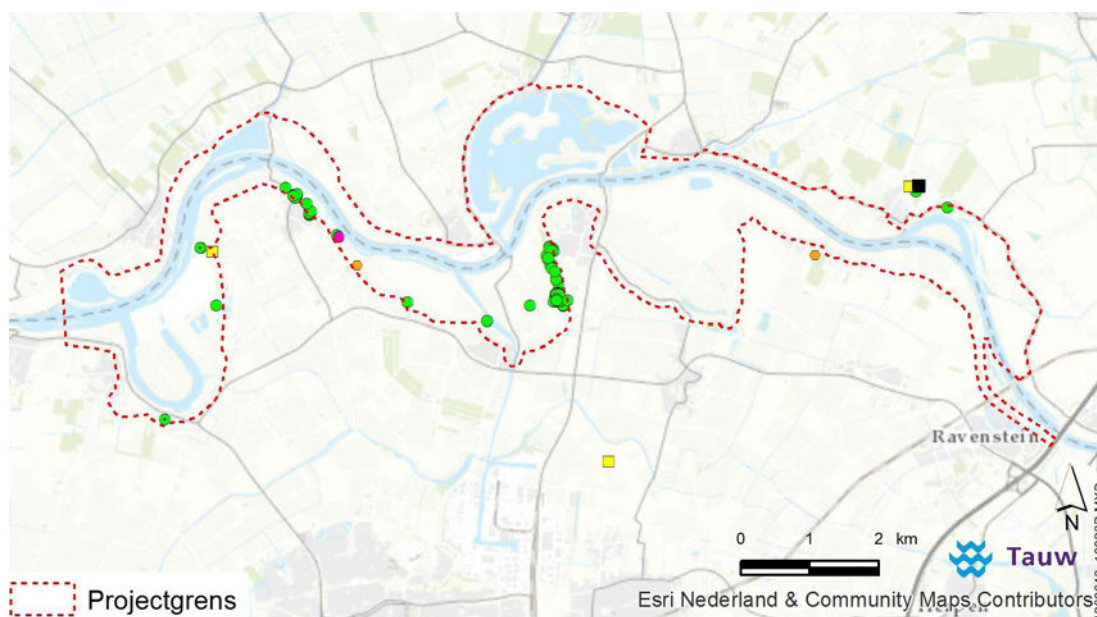 Ravenstein
0 1 2 km
N
Tauw
Projectgrens
Esri Nederland & Community Maps Contributors